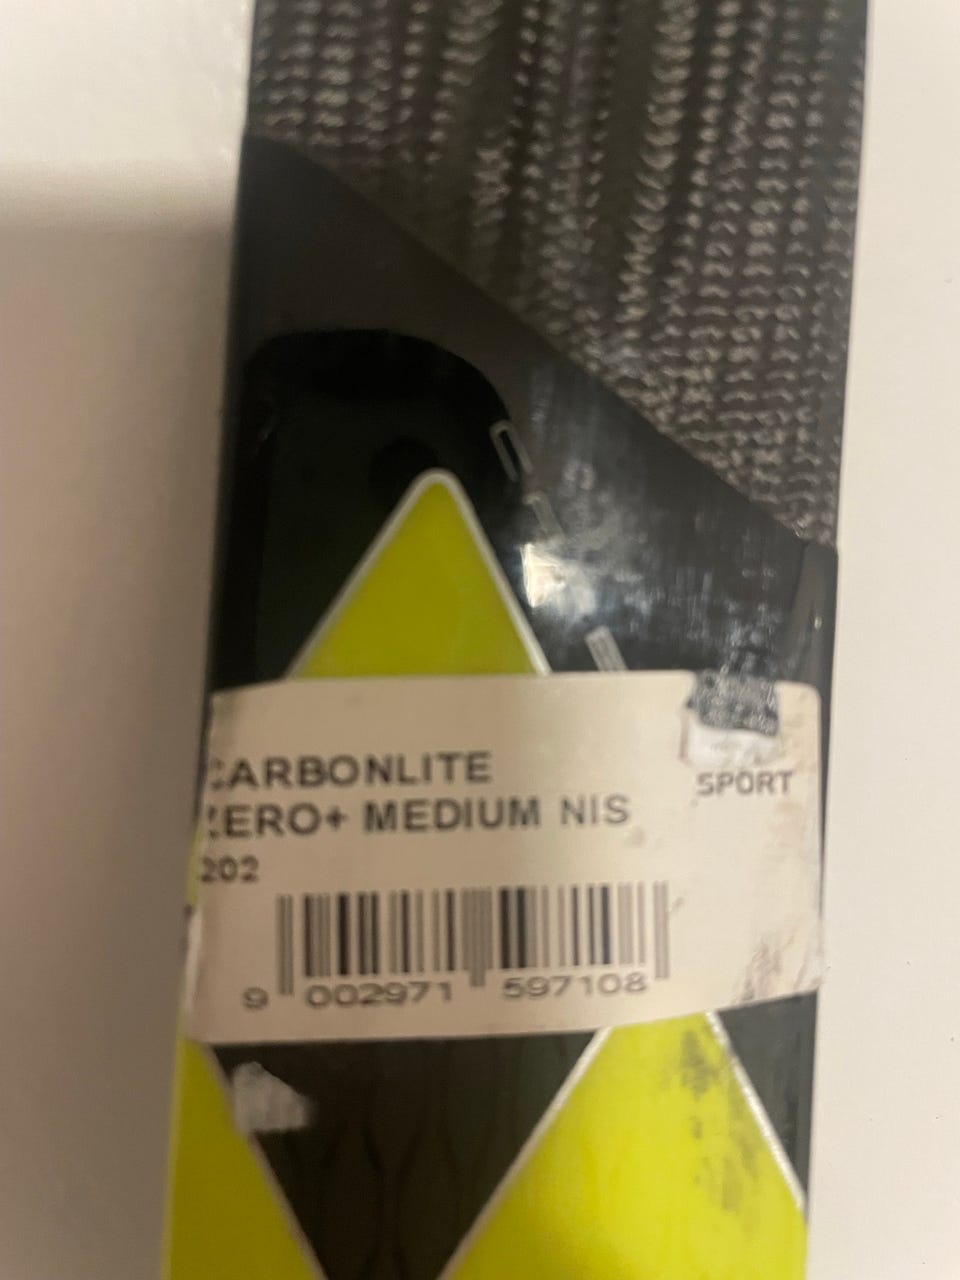 CARBONLITE
ZERO+ MEDIUM NIS
202
SPORT
9 002971 597108